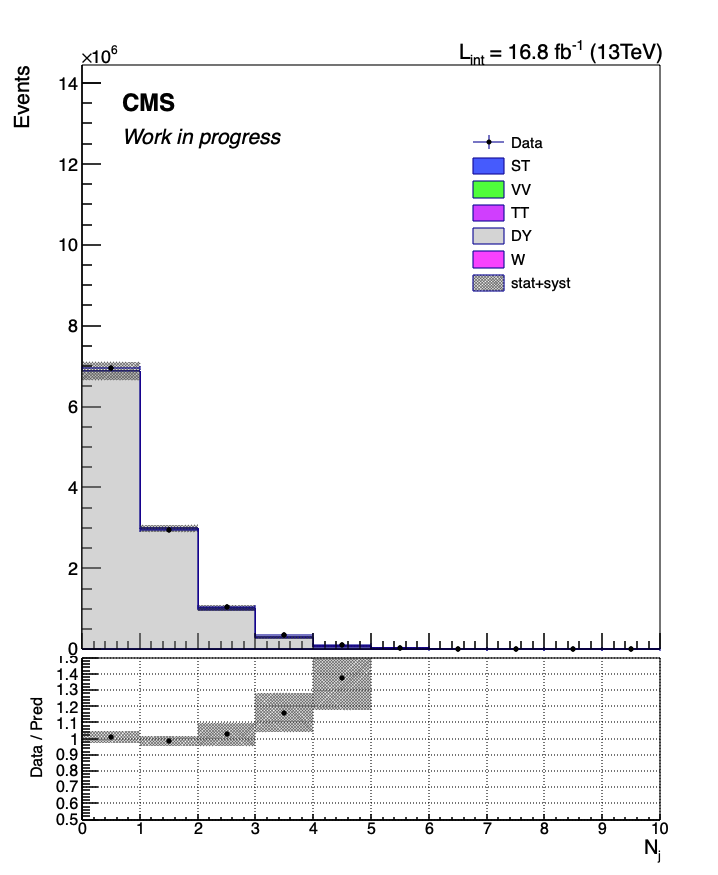 ×10⁶
L_int = 16.8 fb⁻¹ (13TeV)
Events
14
12
10
8
6
4
2
0
CMS
Work in progress
Data
ST
VV
TT
DY
W
stat+syst
Data / Pred
1.5
1.4
1.3
1.2
1.1
1
0.9
0.8
0.7
0.6
0.5
0 1 2 3 4 5 6 7 8 9 10
N_j